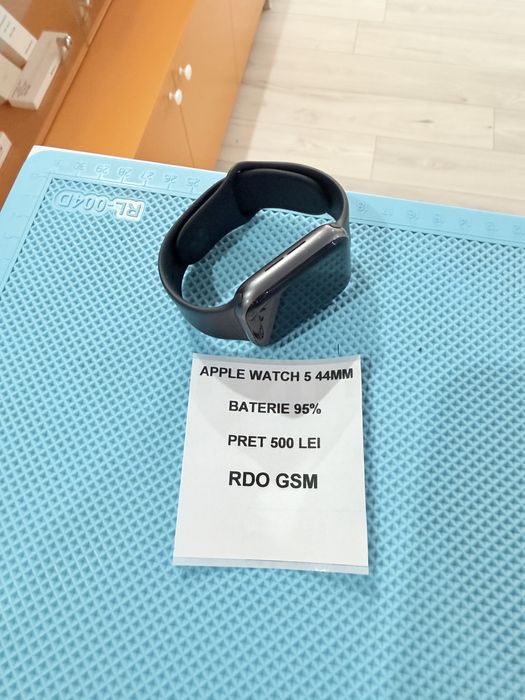 RL-004D
APPLE WATCH 5 44MM
BATERIE 95%
PRET 500 LEI
RDO GSM